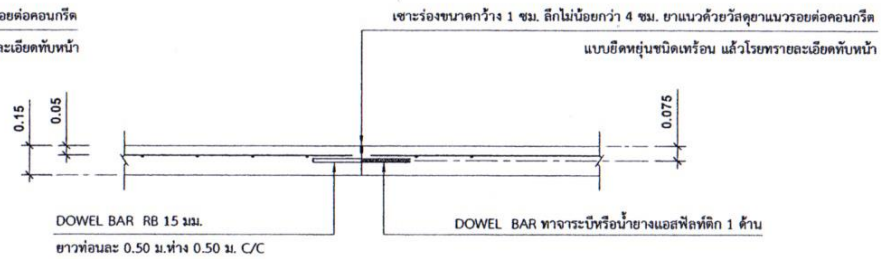 อยต่อคอนกรีต
ละเอียดทับหน้า
เซาะร่องขนาดกว้าง 1 ซม. ลึกไม่น้อยกว่า 4 ซม. ยาแนวด้วยวัสดุยาแนวรอยต่อคอนกรีต
แบบยืดหยุ่นชนิดเทร้อน แล้วโรยทรายละเอียดทับหน้า
0.15
0.05
0.075
DOWEL BAR RB 15 มม.
ยาวท่อนละ 0.50 ม.ห่าง 0.50 ม. C/C
DOWEL BAR ทาจาระบีหรือน้ำยางแอสฟัลท์ติก 1 ด้าน